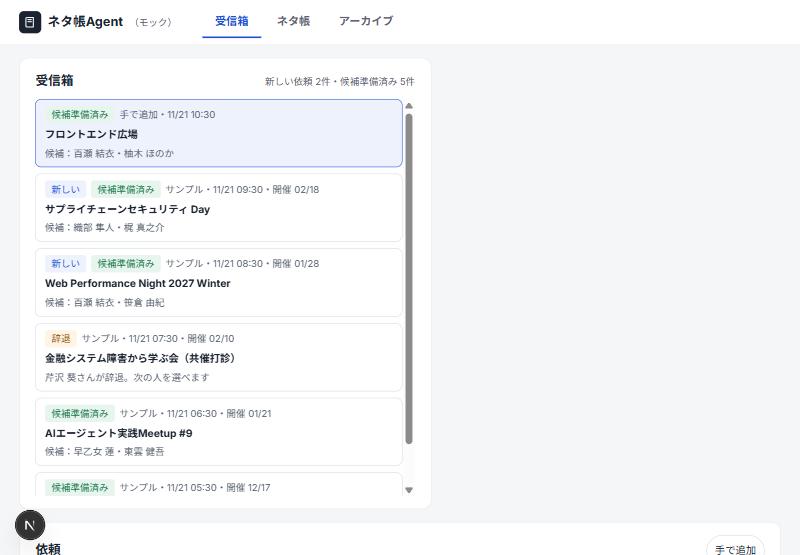 ネタ帳Agent （モック） 受信箱 ネタ帳 アーカイブ
受信箱 新しい依頼 2件・候補準備済み 5件
候補準備済み 手で追加・11/21 10:30
フロントエンド広場
候補：百瀬 結衣・柚木 ほのか
新しい 候補準備済み サンプル・11/21 09:30・開催 02/18
サプライチェーンセキュリティ Day
候補：織部 隼人・梶 真之介
新しい 候補準備済み サンプル・11/21 08:30・開催 01/28
Web Performance Night 2027 Winter
候補：百瀬 結衣・笹倉 由紀
辞退 サンプル・11/21 07:30・開催 02/10
金融システム障害から学ぶ会（共催打診）
芹沢 葵さんが辞退。次の人を選べます
候補準備済み サンプル・11/21 06:30・開催 01/21
AIエージェント実践Meetup #9
候補：早乙女 蓮・東雲 健吾
候補準備済み サンプル・11/21 05:30・開催 12/17
N
依頼 手で追加